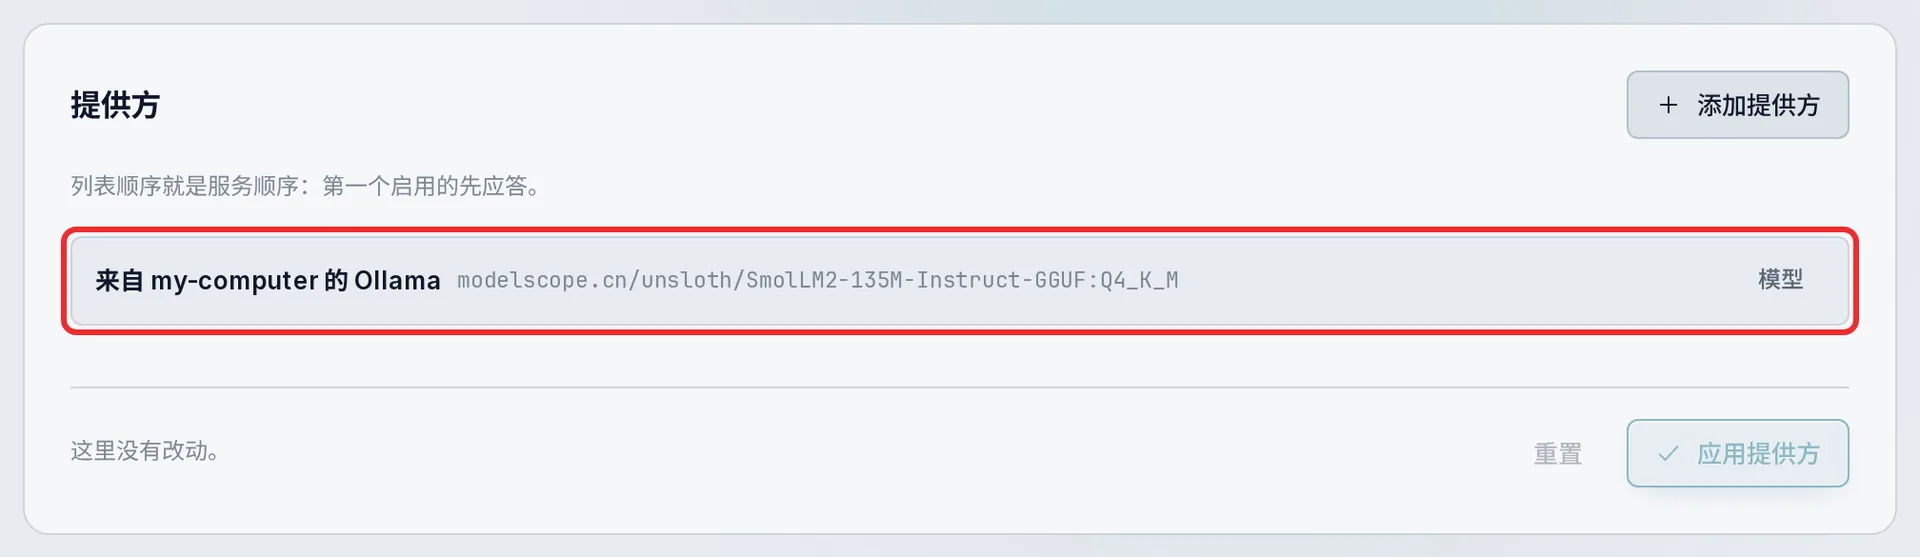 提供方
+ 添加提供方
列表顺序就是服务顺序：第一个启用的先应答。
来自 my-computer 的 Ollama modelscope.cn/unsloth/SmolLM2-135M-Instruct-GGUF:Q4_K_M 模型
这里没有改动。
重置
应用提供方